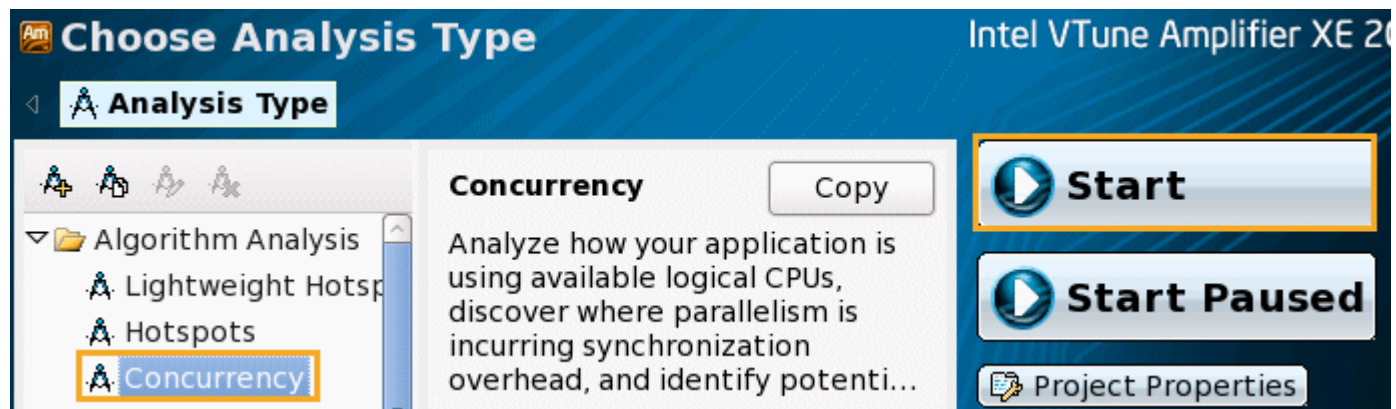 Am Choose Analysis Type
Intel VTune Amplifier XE 20
Analysis Type
Algorithm Analysis
Lightweight Hotsp
Hotspots
Concurrency
Concurrency
Copy
Analyze how your application is
using available logical CPUs,
discover where parallelism is
incurring synchronization
overhead, and identify potenti...
Start
Start Paused
Project Properties